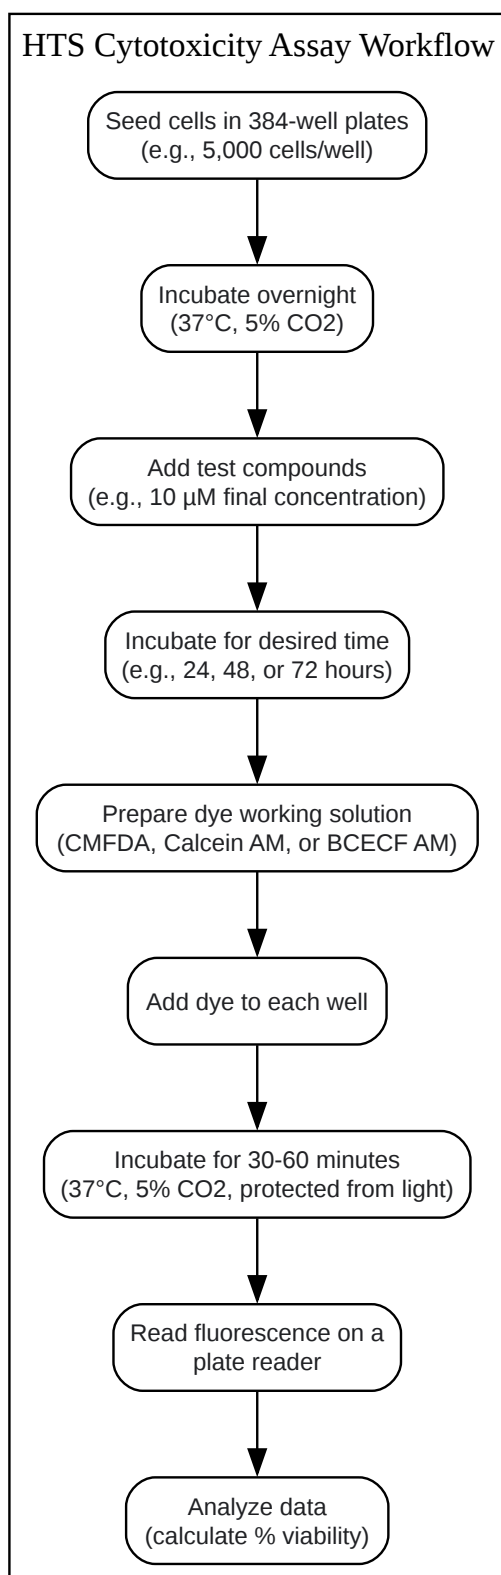 HTS Cytotoxicity Assay Workflow
Seed cells in 384-well plates
(e.g., 5,000 cells/well)
Incubate overnight
(37°C, 5% CO2)
Add test compounds
(e.g., 10 µM final concentration)
Incubate for desired time
(e.g., 24, 48, or 72 hours)
Prepare dye working solution
(CMFDA, Calcein AM, or BCECF AM)
Add dye to each well
Incubate for 30-60 minutes
(37°C, 5% CO2, protected from light)
Read fluorescence on a
plate reader
Analyze data
(calculate % viability)